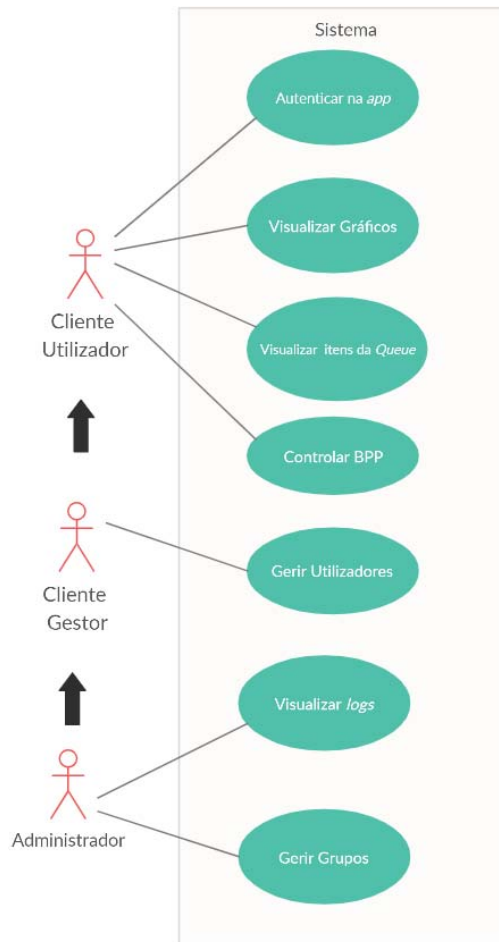 Sistema
Autenticar na app
Visualizar Gráficos
Cliente
Utilizador
Visualizar itens da Queue
Controlar BPP
Cliente
Gestor
Gerir Utilizadores
Visualizar logs
Administrador
Gerir Grupos